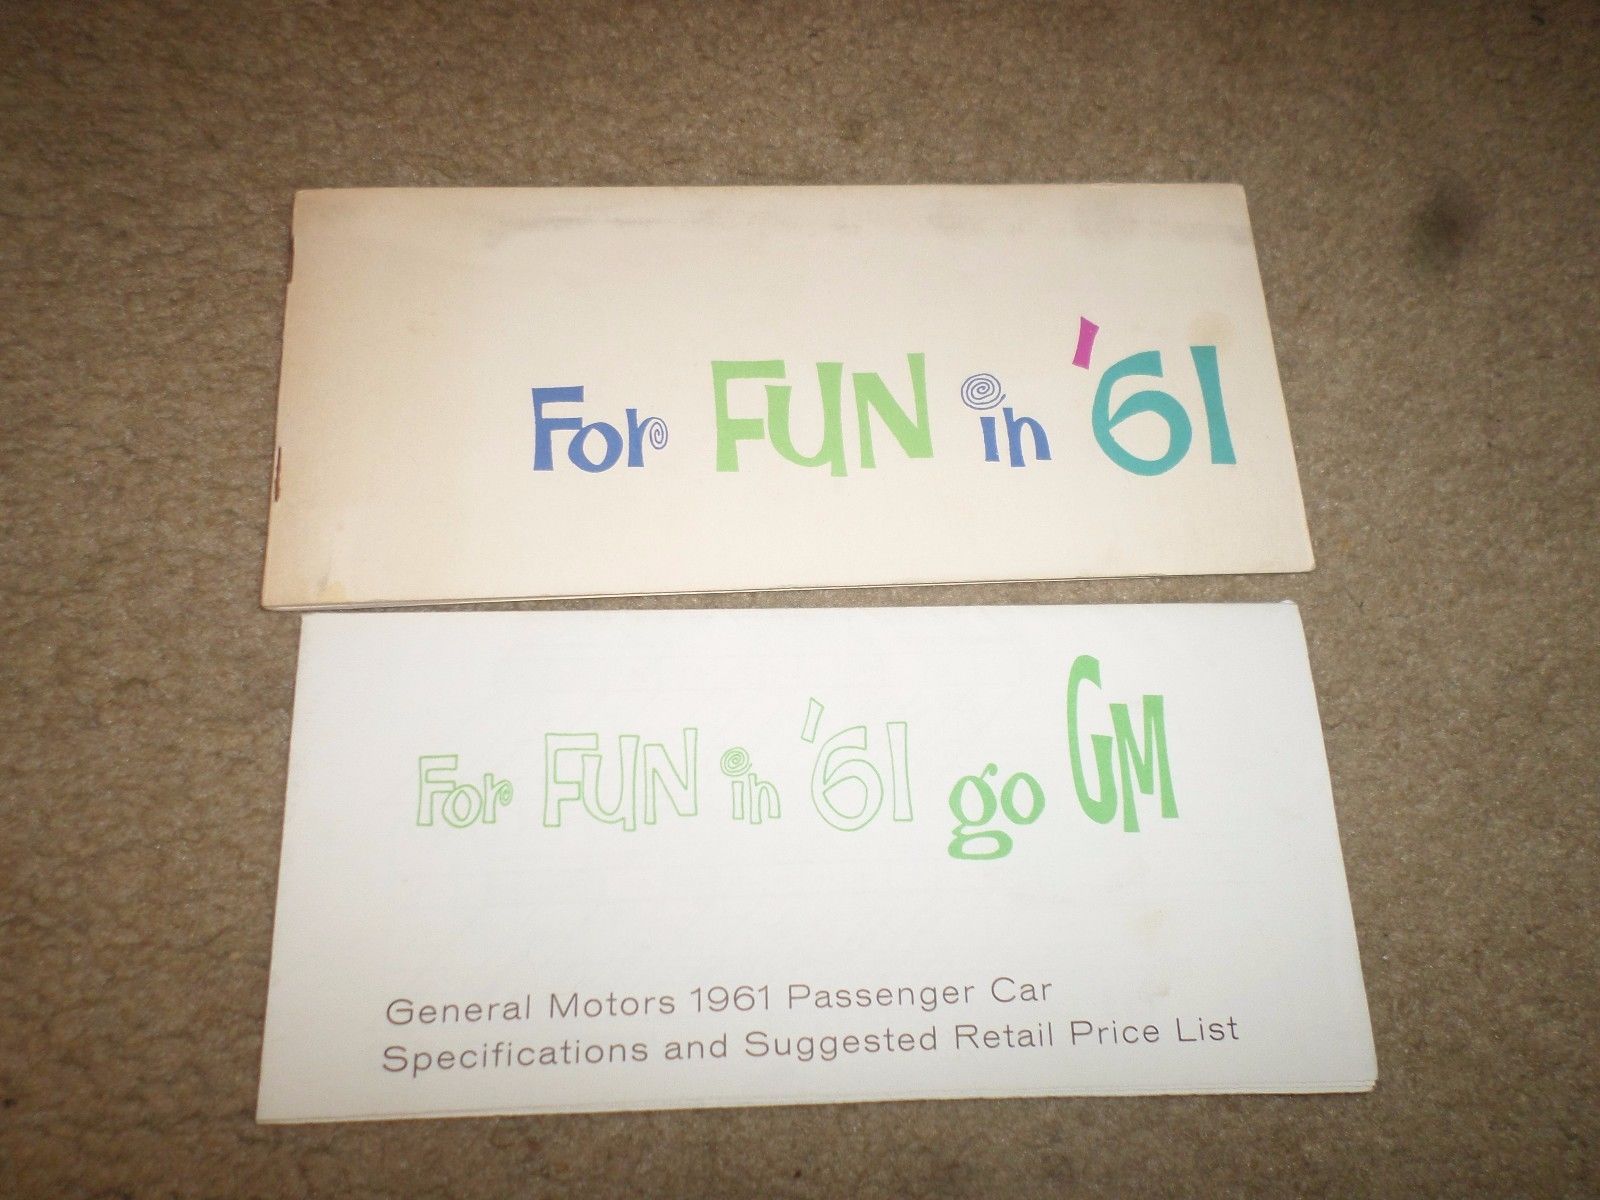 For FUN in '61
For FUN in '61 go GM
General Motors 1961 Passenger Car
Specifications and Suggested Retail Price List